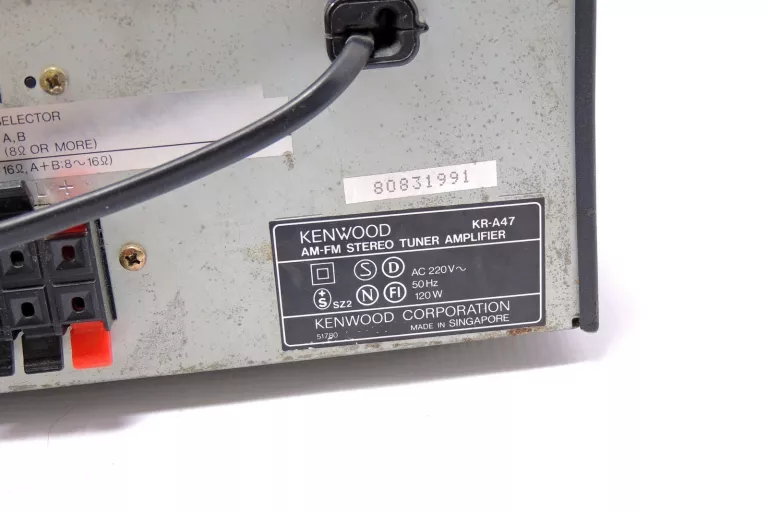 SELECTOR
A,B
(8Ω OR MORE)
16Ω, A+B:8～16Ω)
− +
80831991
KENWOOD KR-A47
AM-FM STEREO TUNER AMPLIFIER
S D AC 220V～
50Hz
S SZ2 N FI 120W
KENWOOD CORPORATION
51780 MADE IN SINGAPORE